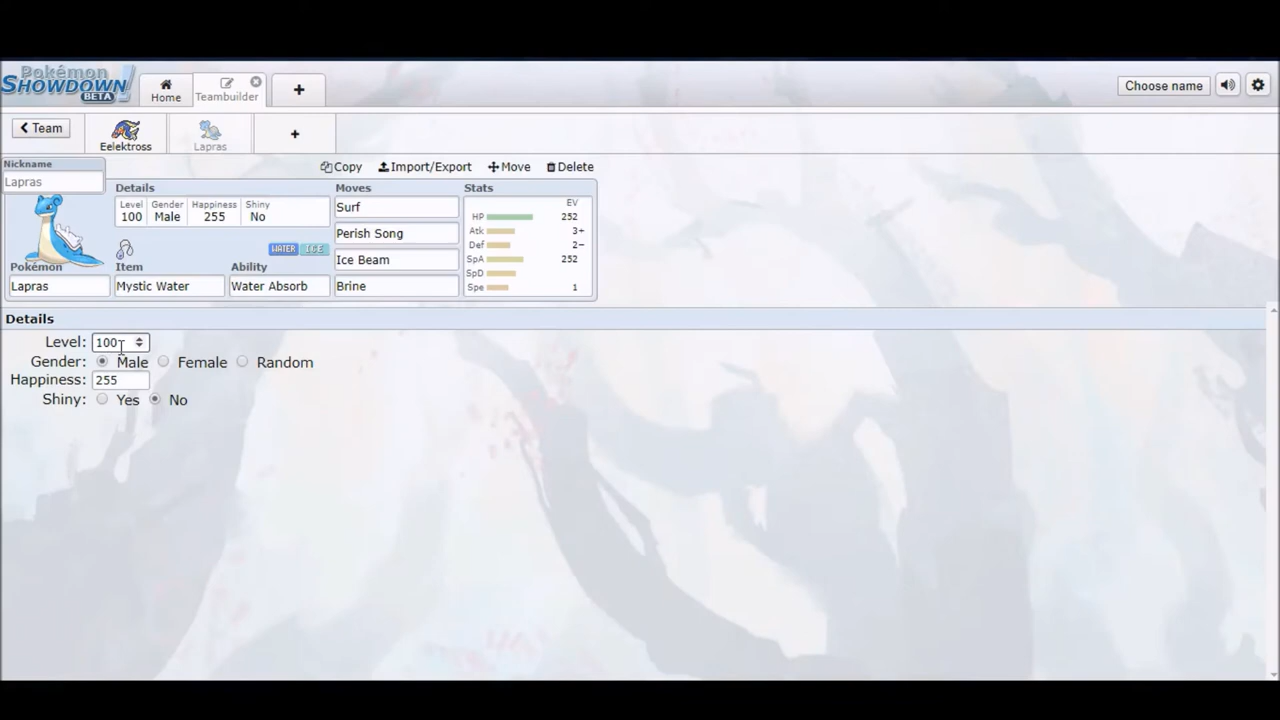 Pokémon
SHOWDOWN!
BETA
Home
Teambuilder
+
Choose name
< Team
Eelektross
Lapras
+
Nickname
Lapras
Copy Import/Export Move Delete
Details
Level Gender Happiness Shiny
100 Male 255 No
WATER ICE
Pokémon Item Ability
Lapras Mystic Water Water Absorb
Moves
Surf
Perish Song
Ice Beam
Brine
Stats
EV
HP 252
Atk 3+
Def 2−
SpA 252
SpD
Spe 1
Details
Level: 100
Gender: Male Female Random
Happiness: 255
Shiny: Yes No